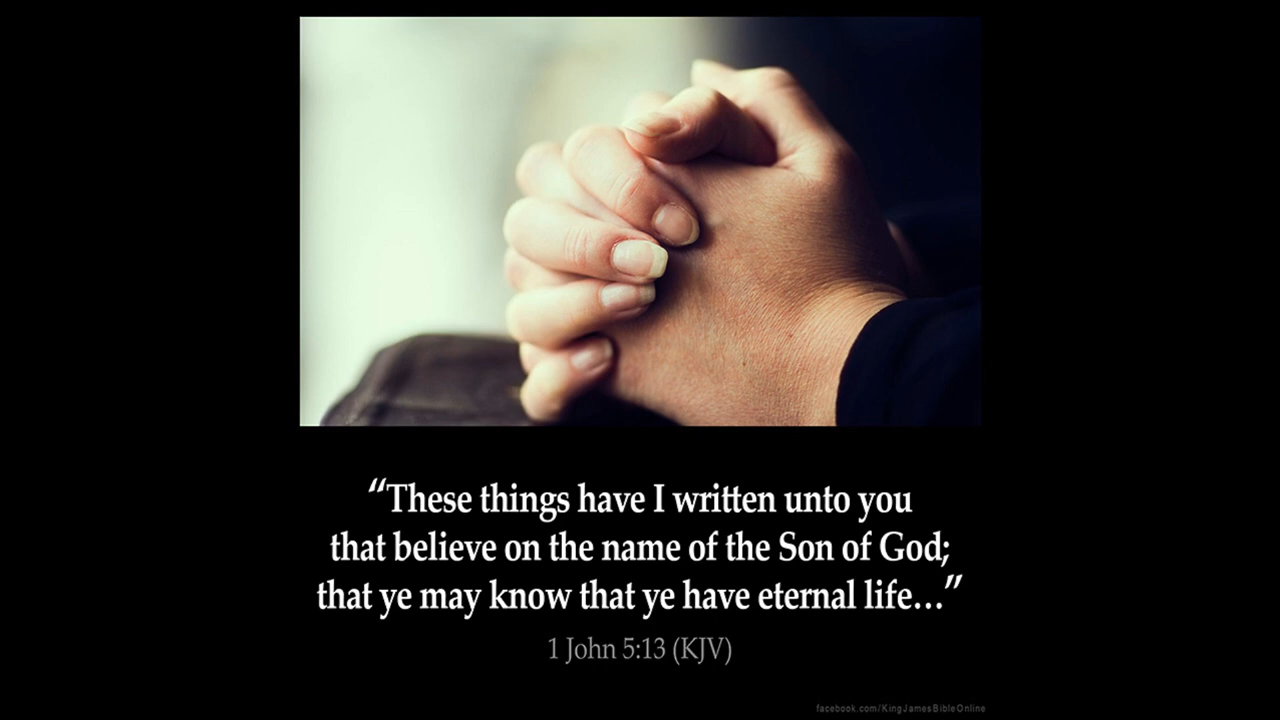 “These things have I written unto you
that believe on the name of the Son of God;
that ye may know that ye have eternal life...”
1 John 5:13 (KJV)
facebook.com/KingJamesBibleOnline